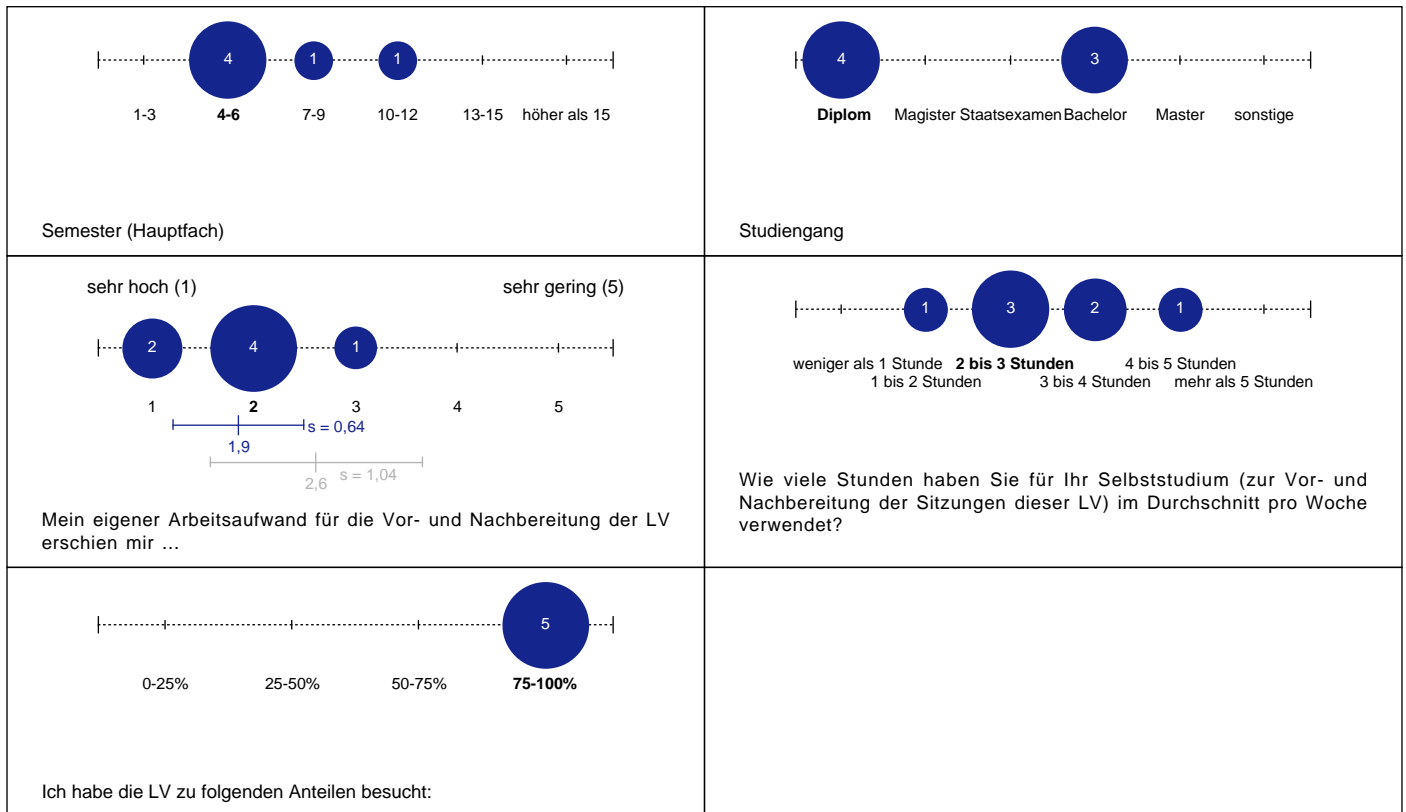 4 1 1
1-3 4-6 7-9 10-12 13-15 höher als 15
Semester (Hauptfach)
4 3
Diplom Magister Staatsexamen Bachelor Master sonstige
Studiengang
sehr hoch (1) sehr gering (5)
2 4 1
1 2 3 4 5
s = 0,64
1,9
s = 1,04
2,6
Mein eigener Arbeitsaufwand für die Vor- und Nachbereitung der LV
erschien mir ...
1 3 2 1
weniger als 1 Stunde 2 bis 3 Stunden 4 bis 5 Stunden
1 bis 2 Stunden 3 bis 4 Stunden mehr als 5 Stunden
Wie viele Stunden haben Sie für Ihr Selbststudium (zur Vor- und
Nachbereitung der Sitzungen dieser LV) im Durchschnitt pro Woche
verwendet?
5
0-25% 25-50% 50-75% 75-100%
Ich habe die LV zu folgenden Anteilen besucht: